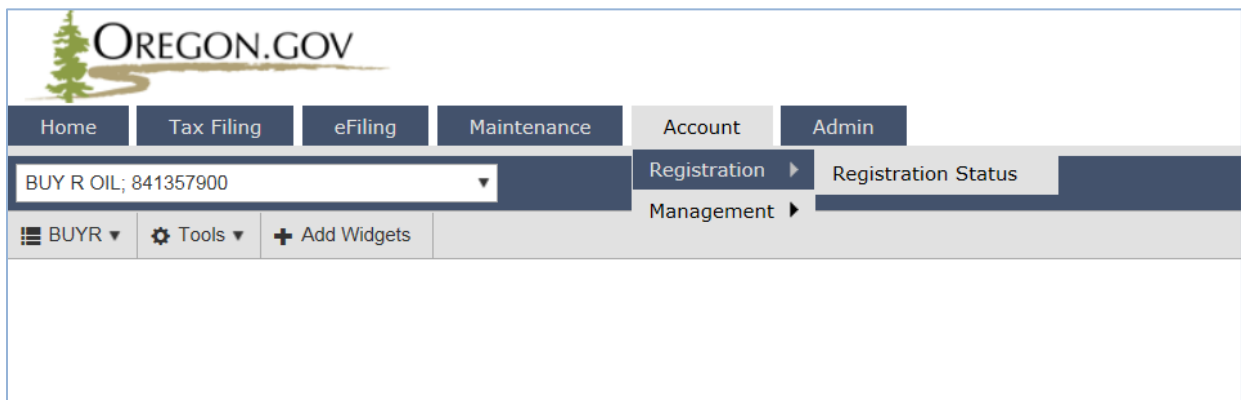 OREGON.GOV
Home Tax Filing eFiling Maintenance Account Admin
BUY R OIL; 841357900
Registration Registration Status
Management
BUYR Tools Add Widgets